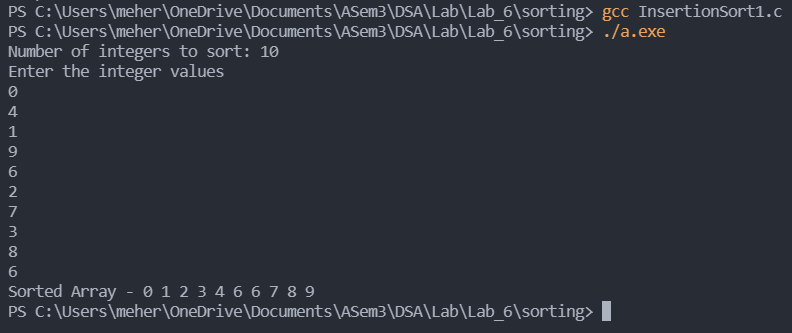 PS C:\Users\meher\OneDrive\Documents\ASem3\DSA\Lab\Lab_6\sorting> gcc InsertionSort1.c
PS C:\Users\meher\OneDrive\Documents\ASem3\DSA\Lab\Lab_6\sorting> ./a.exe
Number of integers to sort: 10
Enter the integer values
0
4
1
9
6
2
7
3
8
6
Sorted Array - 0 1 2 3 4 6 6 7 8 9
PS C:\Users\meher\OneDrive\Documents\ASem3\DSA\Lab\Lab_6\sorting>